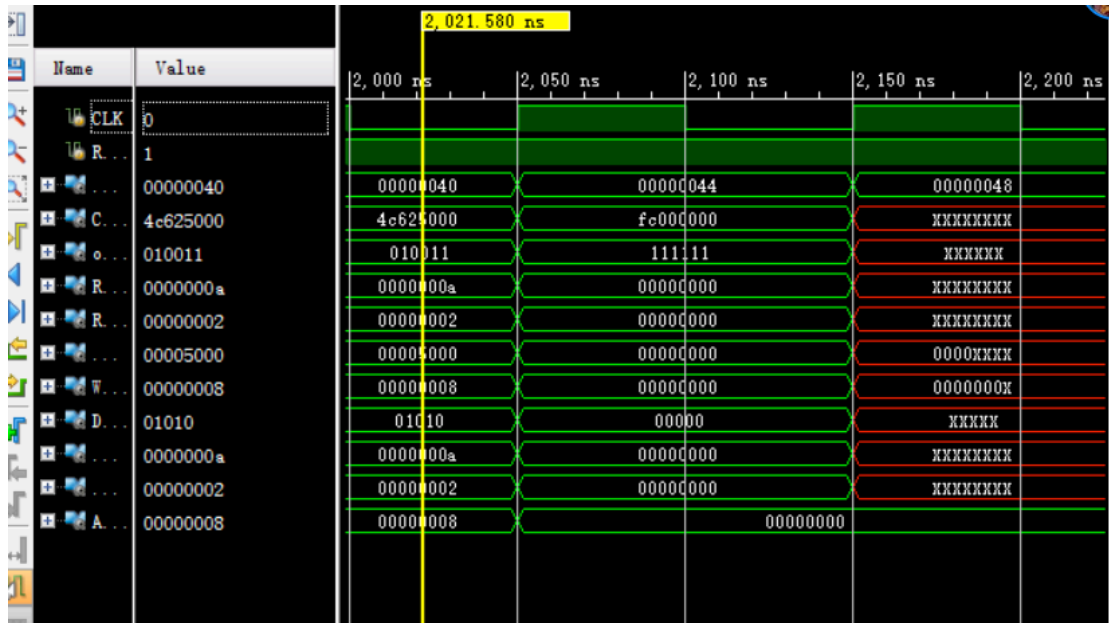 2,021.580 ns
Name Value
2,000 ns 2,050 ns 2,100 ns 2,150 ns 2,200 ns
CLK 0
R... 1
... 00000040 00000040 00000044 00000048
C... 4c625000 4c625000 fc000000 XXXXXXXX
o... 010011 010011 111111 XXXXXX
R... 0000000a 0000000a 00000000 XXXXXXXX
R... 00000002 00000002 00000000 XXXXXXXX
... 00005000 00005000 00000000 0000XXXX
W... 00000008 00000008 00000000 0000000X
D... 01010 01010 00000 XXXXX
... 0000000a 0000000a 00000000 XXXXXXXX
... 00000002 00000002 00000000 XXXXXXXX
A... 00000008 00000008 00000000